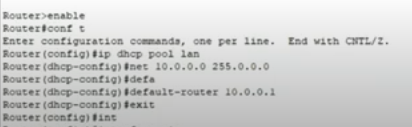 Router>enable
Router#conf t
Enter configuration commands, one per line.  End with CNTL/Z.
Router(config)#ip dhcp pool lan
Router(dhcp-config)#net 10.0.0.0 255.0.0.0
Router(dhcp-config)#defa
Router(dhcp-config)#default-router 10.0.0.1
Router(dhcp-config)#exit
Router(config)#int